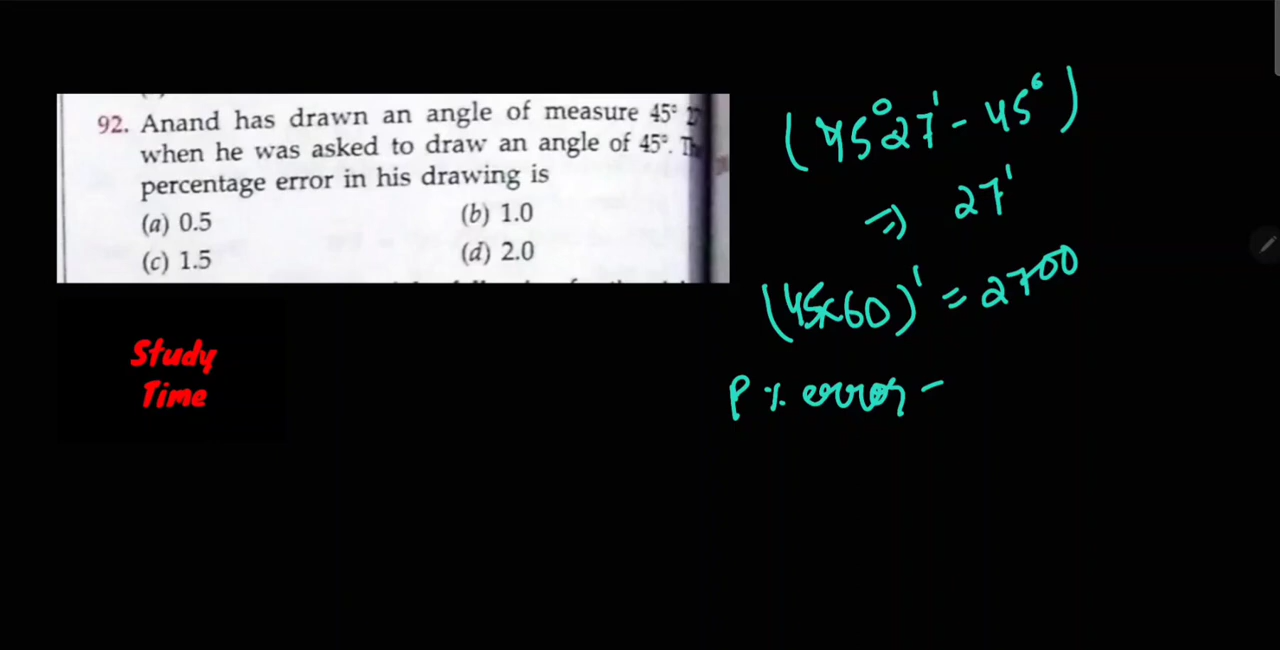 92. Anand has drawn an angle of measure 45° 27
when he was asked to draw an angle of 45°. The
percentage error in his drawing is
(a) 0.5 (b) 1.0
(c) 1.5 (d) 2.0
Study
Time
(45°27' - 45°)
⇒ 27'
(45×60)' = 2700
P % error -